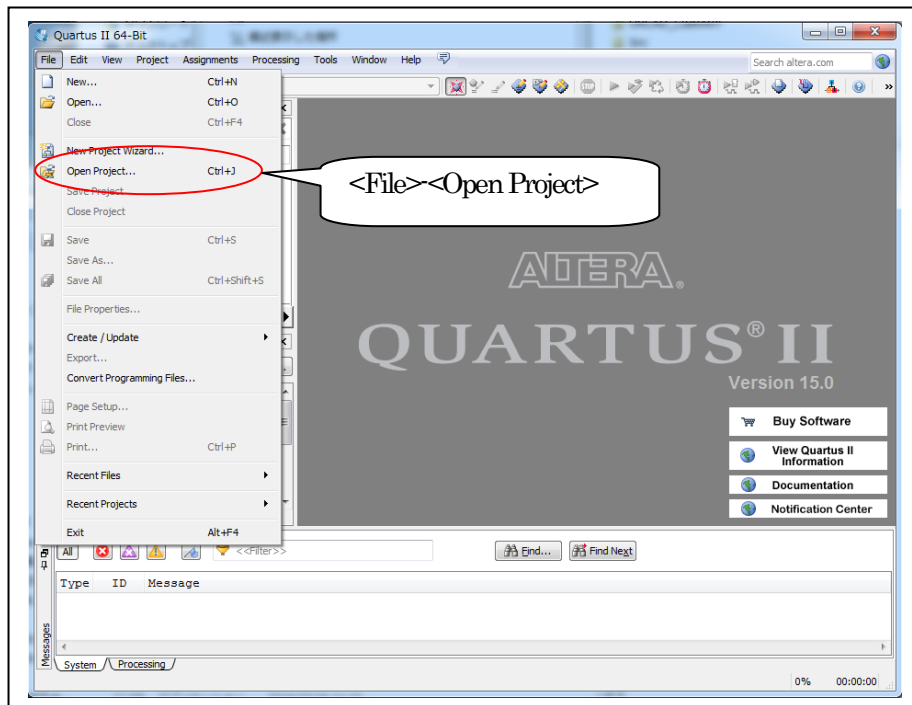 Quartus II 64-Bit
File Edit View Project Assignments Processing Tools Window Help
Search altera.com
New... Ctrl+N
Open... Ctrl+O
Close Ctrl+F4
New Project Wizard...
Open Project... Ctrl+J
Save Project
Close Project
Save Ctrl+S
Save As...
Save All Ctrl+Shift+S
File Properties...
Create / Update
Export...
Convert Programming Files...
Page Setup...
Print Preview
Print... Ctrl+P
Recent Files
Recent Projects
Exit Alt+F4
<File>-<Open Project>
ALTERA®
QUARTUS® II
Version 15.0
Buy Software
View Quartus II
Information
Documentation
Notification Center
All <<Filter>> Find... Find Next
Type ID Message
Messages
System Processing
0% 00:00:00